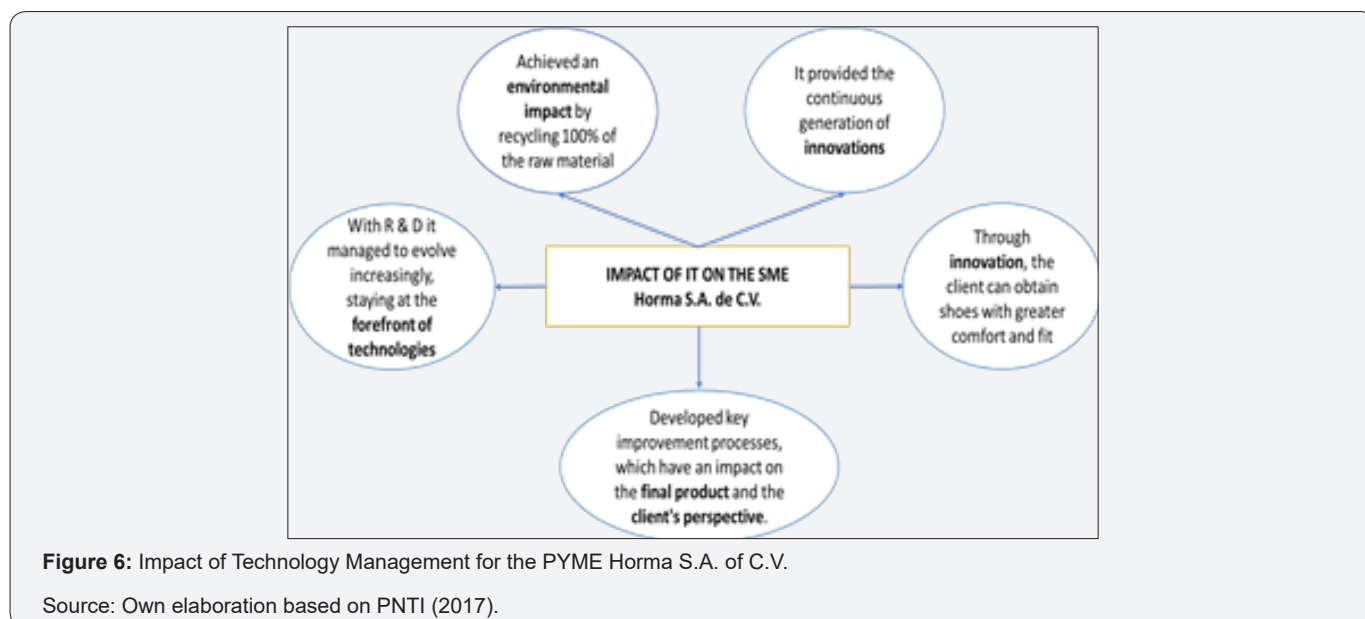 Achieved an
environmental
impact by
recycling 100% of
the raw material
It provided the
continuous
generation of
innovations
With R & D it
managed to evolve
increasingly,
staying at the
forefront of
technologies
IMPACT OF IT ON THE SME
Horma S.A. de C.V.
Through
innovation, the
client can obtain
shoes with greater
comfort and fit
Developed key
improvement processes,
which have an impact on
the final product and the
client's perspective.
Figure 6: Impact of Technology Management for the PYME Horma S.A. of C.V.
Source: Own elaboration based on PNTI (2017).